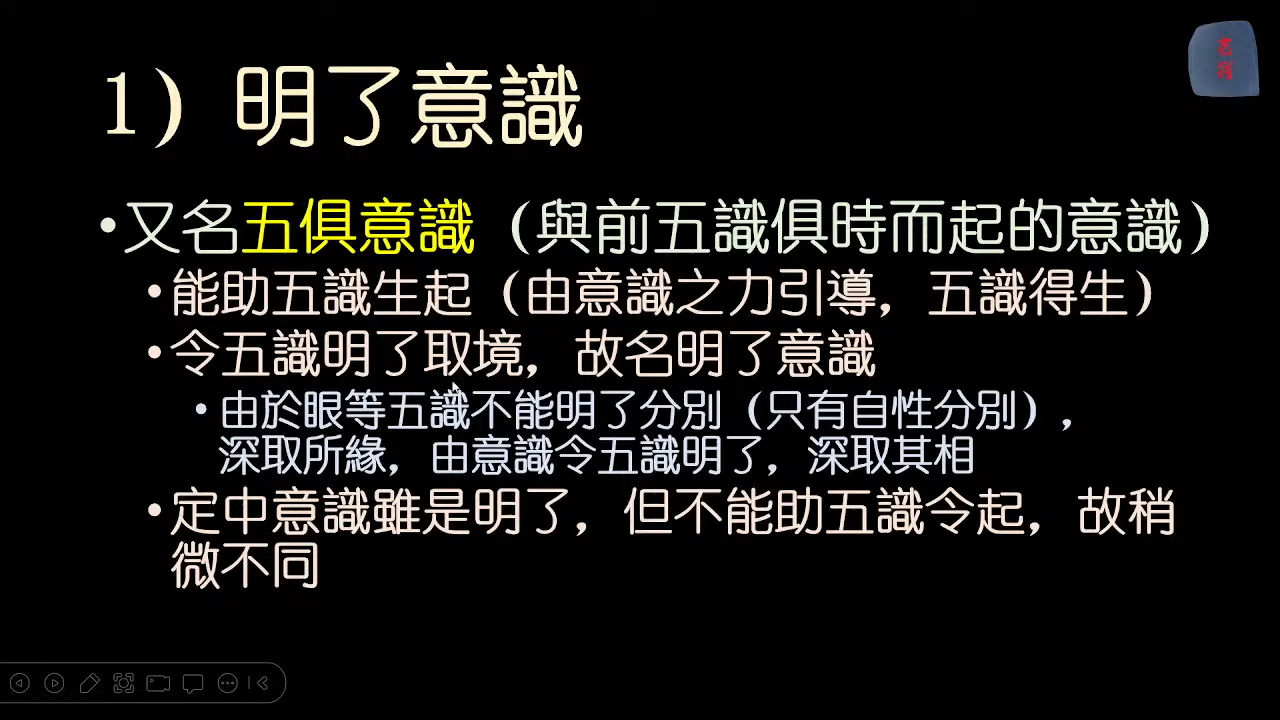 1）明了意識
•又名五俱意識（與前五識俱時而起的意識）
•能助五識生起（由意識之力引導，五識得生）
•令五識明了取境，故名明了意識
•由於眼等五識不能明了分別（只有自性分別），
深取所緣，由意識令五識明了，深取其相
•定中意識雖是明了，但不能助五識令起，故稍
微不同